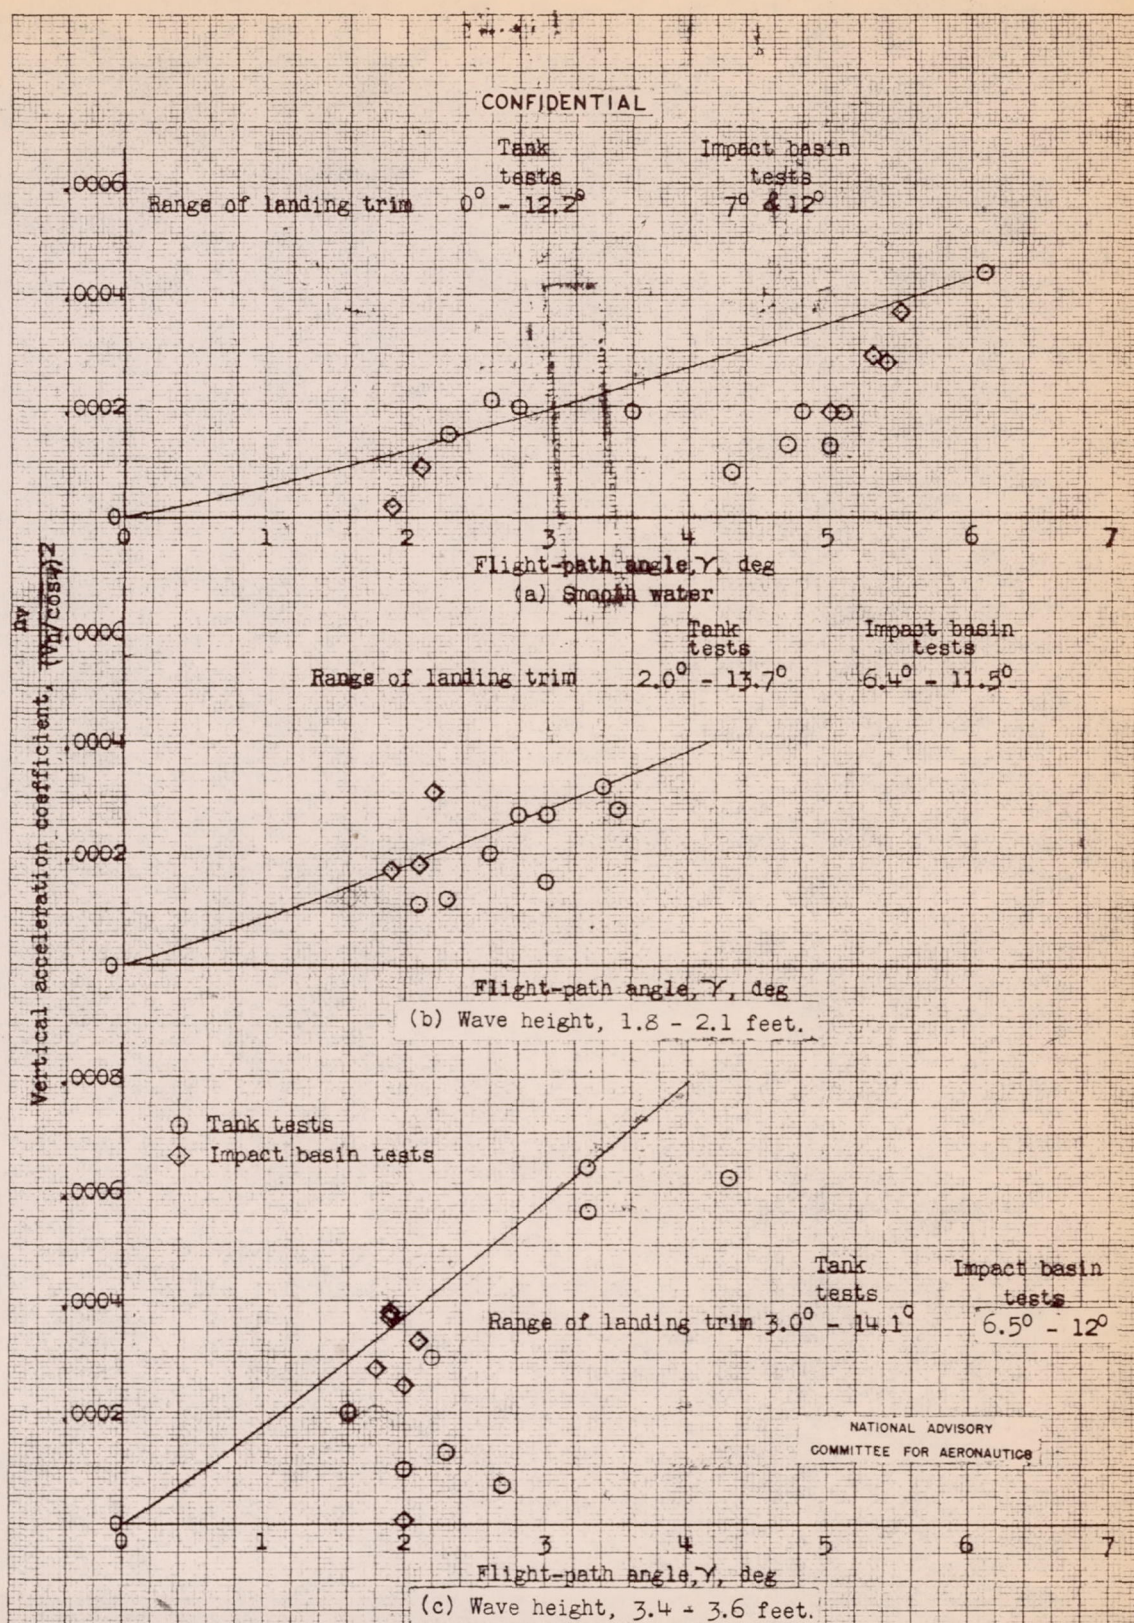 CONFIDENTIAL
Tank Impact basin
tests tests
Range of landing trim 0° - 12.2° 7° & 12°
.0006
.0004
.0002
0
0 1 2 3 4 5 6 7
Flight-path angle, γ, deg
(a) Smooth water
Vertical acceleration coefficient,
Tank Impact basin
tests tests
Range of landing trim 2.0° - 13.7° 6.4° - 11.5°
.0006
.0004
.0002
0
Flight-path angle, γ, deg
(b) Wave height, 1.8 - 2.1 feet.
.0008
Tank tests
Impact basin tests
.0006
Tank Impact basin
tests tests
.0004
Range of landing trim 3.0° - 14.1° 6.5° - 12°
.0002
NATIONAL ADVISORY
COMMITTEE FOR AERONAUTICS
0
0 1 2 3 4 5 6 7
Flight-path angle, γ, deg
(c) Wave height, 3.4 - 3.6 feet.